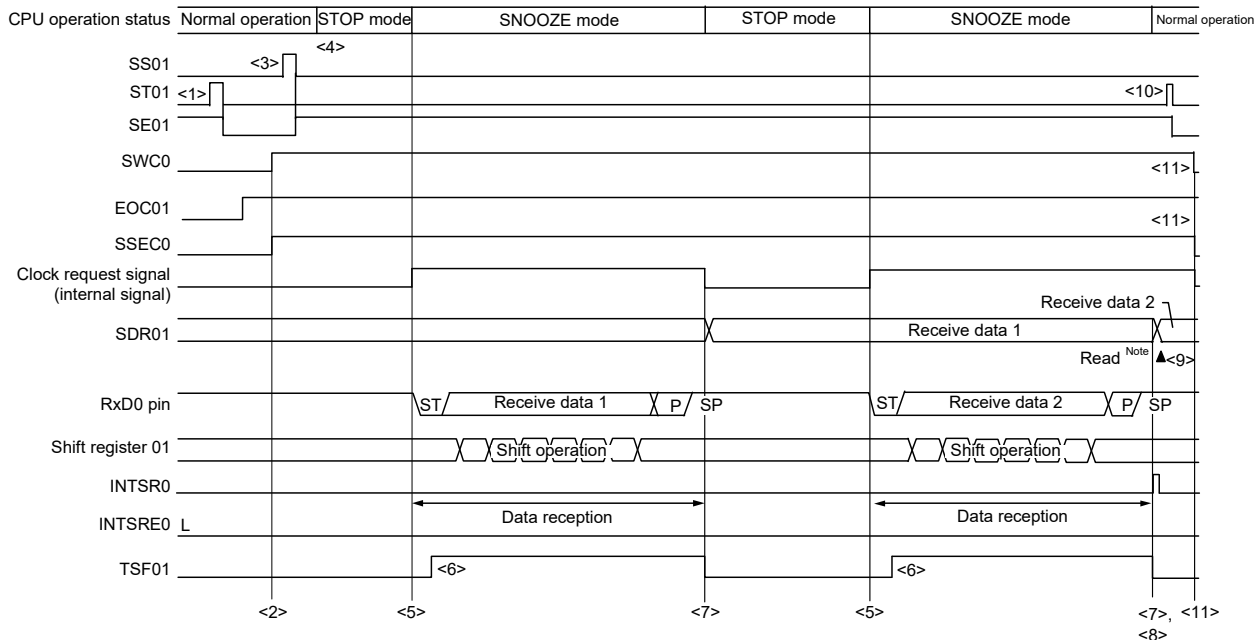 CPU operation status Normal operation STOP mode SNOOZE mode STOP mode SNOOZE mode Normal operation
<4>
SS01 <3>
ST01 <1> <10>
SE01
SWC0 <11>
EOC01 <11>
SSEC0
Clock request signal
(internal signal)
Receive data 2
SDR01 Receive data 1
Read Note ▲<9>
RxD0 pin ST Receive data 1 P SP ST Receive data 2 P SP
Shift register 01 Shift operation Shift operation
INTSR0
Data reception Data reception
INTSRE0 L
TSF01 <6> <6>
<2> <5> <7> <5> <7>, <11>
<8>